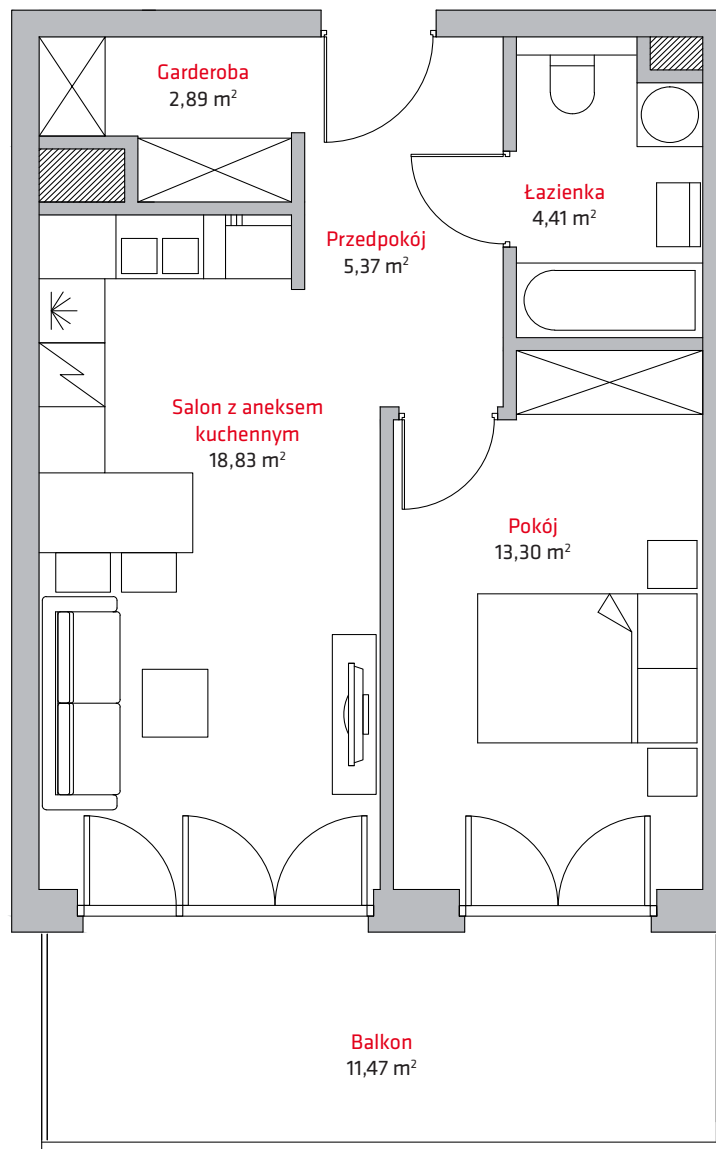 Garderoba
2,89 m²
Łazienka
4,41 m²
Przedpokój
5,37 m²
Salon z aneksem
kuchennym
18,83 m²
Pokój
13,30 m²
Balkon
11,47 m²